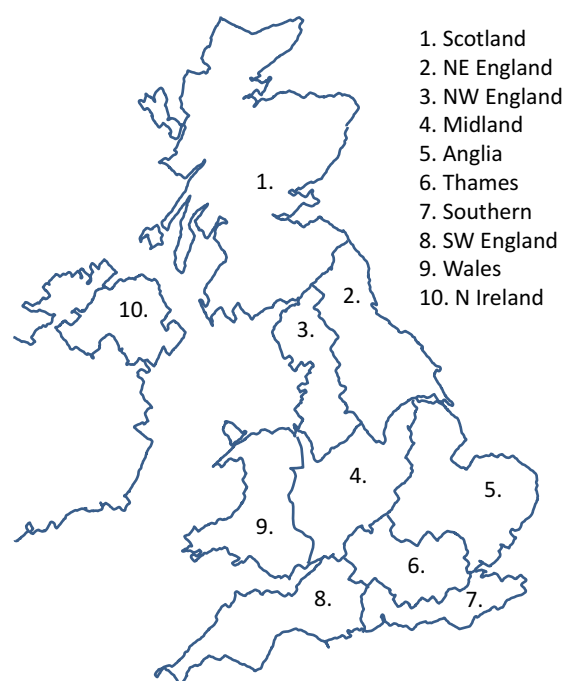 1. Scotland
2. NE England
3. NW England
4. Midland
5. Anglia
6. Thames
7. Southern
8. SW England
9. Wales
10. N Ireland
1.
2.
10.
3.
4.
5.
9.
6.
8.
7.